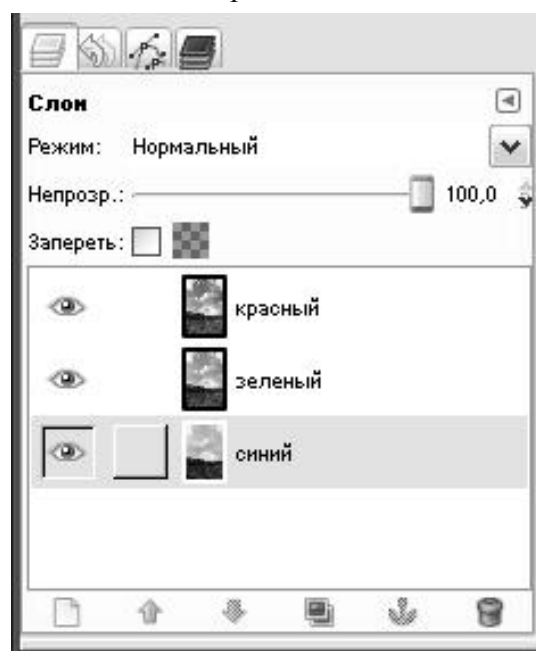 Слои
Режим: Нормальный
Непрозр.: 100,0
Запереть:
красный
зеленый
синий